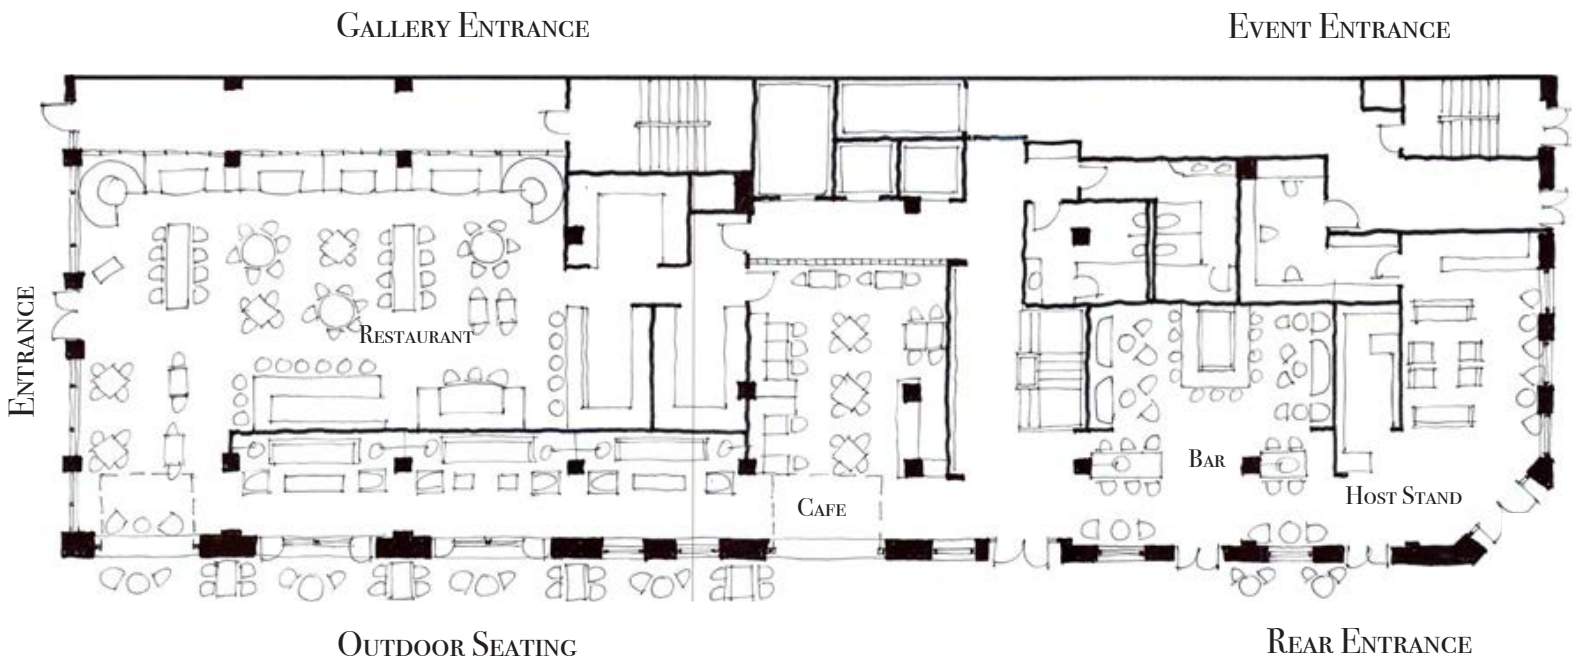 Gallery Entrance
Event Entrance
Entrance
Restaurant
Bar
Host Stand
Cafe
Outdoor Seating
Rear Entrance